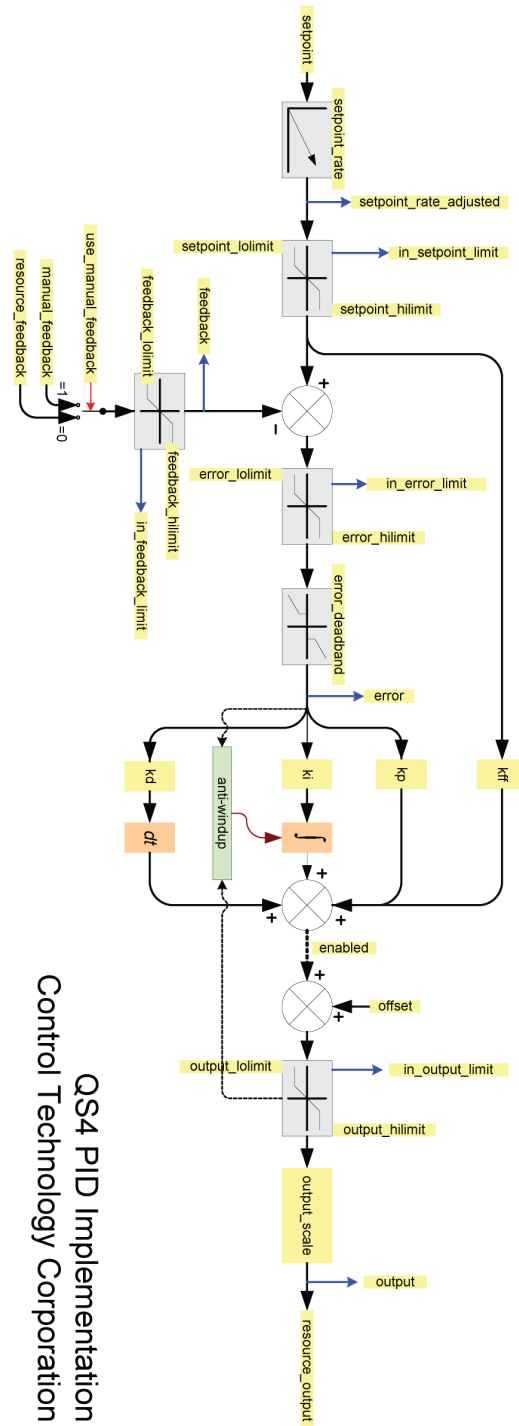 setpoint
setpoint_rate
setpoint_rate_adjusted
setpoint_lolimit
in_setpoint_limit
setpoint_hilimit
use_manual_feedback
manual_feedback
resource_feedback
=1
=0
feedback_lolimit
feedback_hilimit
in_feedback_limit
feedback
+
−
error_lolimit
in_error_limit
error_hilimit
error_deadband
error
kff
kp
ki
kd
anti-windup
∫
dt
+
+
+
enabled
+
+
offset
output_lolimit
in_output_limit
output_hilimit
output_scale
output
resource_output
QS4 PID Implementation
Control Technology Corporation